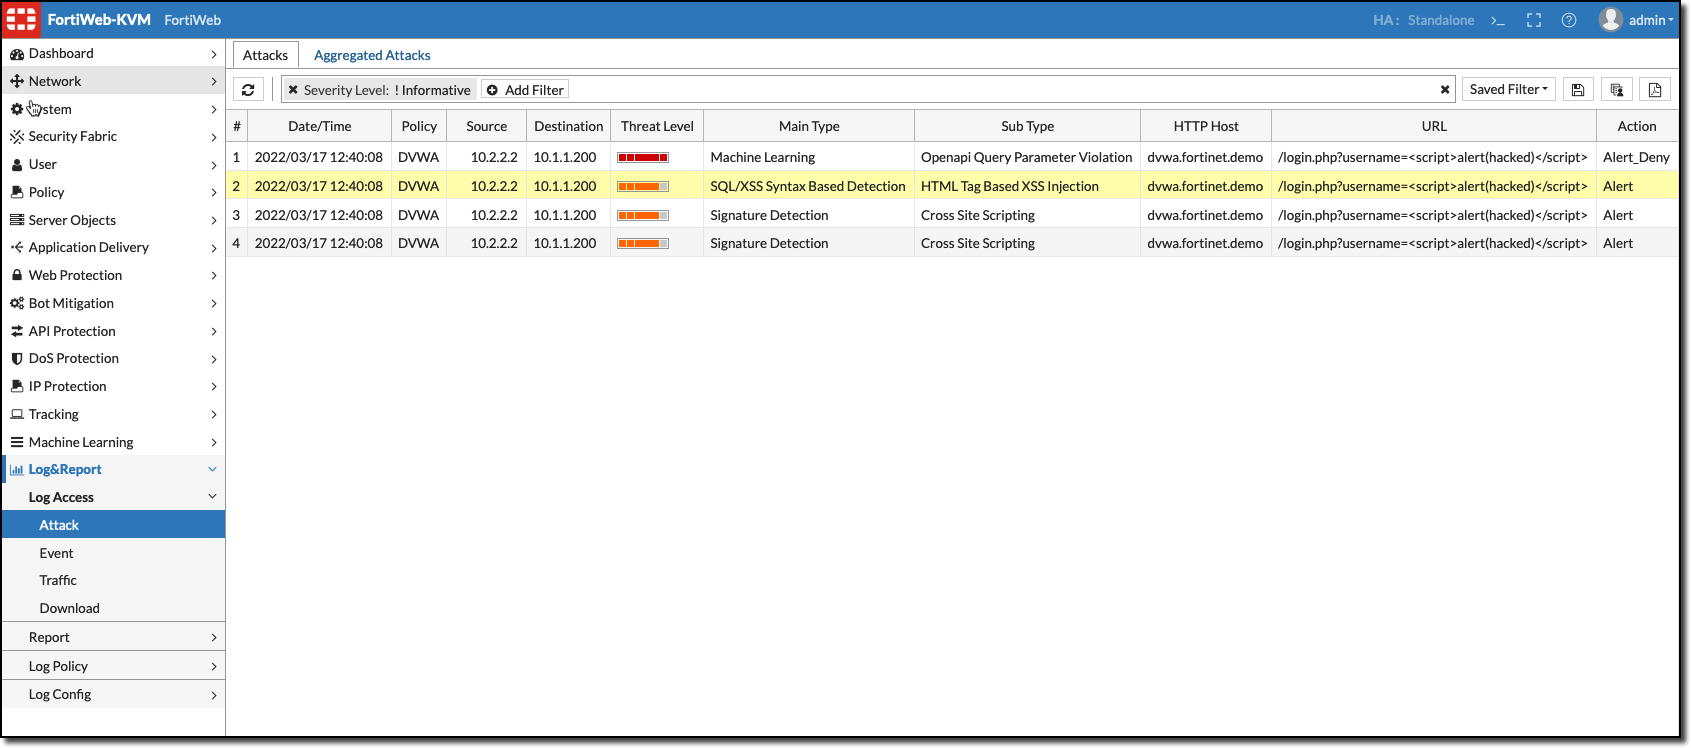 FortiWeb-KVM FortiWeb HA: Standalone >_ admin
Dashboard
Network
System
Security Fabric
User
Policy
Server Objects
Application Delivery
Web Protection
Bot Mitigation
API Protection
DoS Protection
IP Protection
Tracking
Machine Learning
Log&Report
Log Access
Attack
Event
Traffic
Download
Report
Log Policy
Log Config
Attacks Aggregated Attacks
Severity Level: ! Informative Add Filter Saved Filter
# Date/Time Policy Source Destination Threat Level Main Type Sub Type HTTP Host URL Action
1 2022/03/17 12:40:08 DVWA 10.2.2.2 10.1.1.200 Machine Learning Openapi Query Parameter Violation dvwa.fortinet.demo /login.php?username=<script>alert(hacked)</script> Alert_Deny
2 2022/03/17 12:40:08 DVWA 10.2.2.2 10.1.1.200 SQL/XSS Syntax Based Detection HTML Tag Based XSS Injection dvwa.fortinet.demo /login.php?username=<script>alert(hacked)</script> Alert
3 2022/03/17 12:40:08 DVWA 10.2.2.2 10.1.1.200 Signature Detection Cross Site Scripting dvwa.fortinet.demo /login.php?username=<script>alert(hacked)</script> Alert
4 2022/03/17 12:40:08 DVWA 10.2.2.2 10.1.1.200 Signature Detection Cross Site Scripting dvwa.fortinet.demo /login.php?username=<script>alert(hacked)</script> Alert